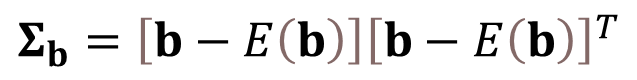 𝚺_𝐛 = [𝐛 − E(𝐛)][𝐛 − E(𝐛)]^T